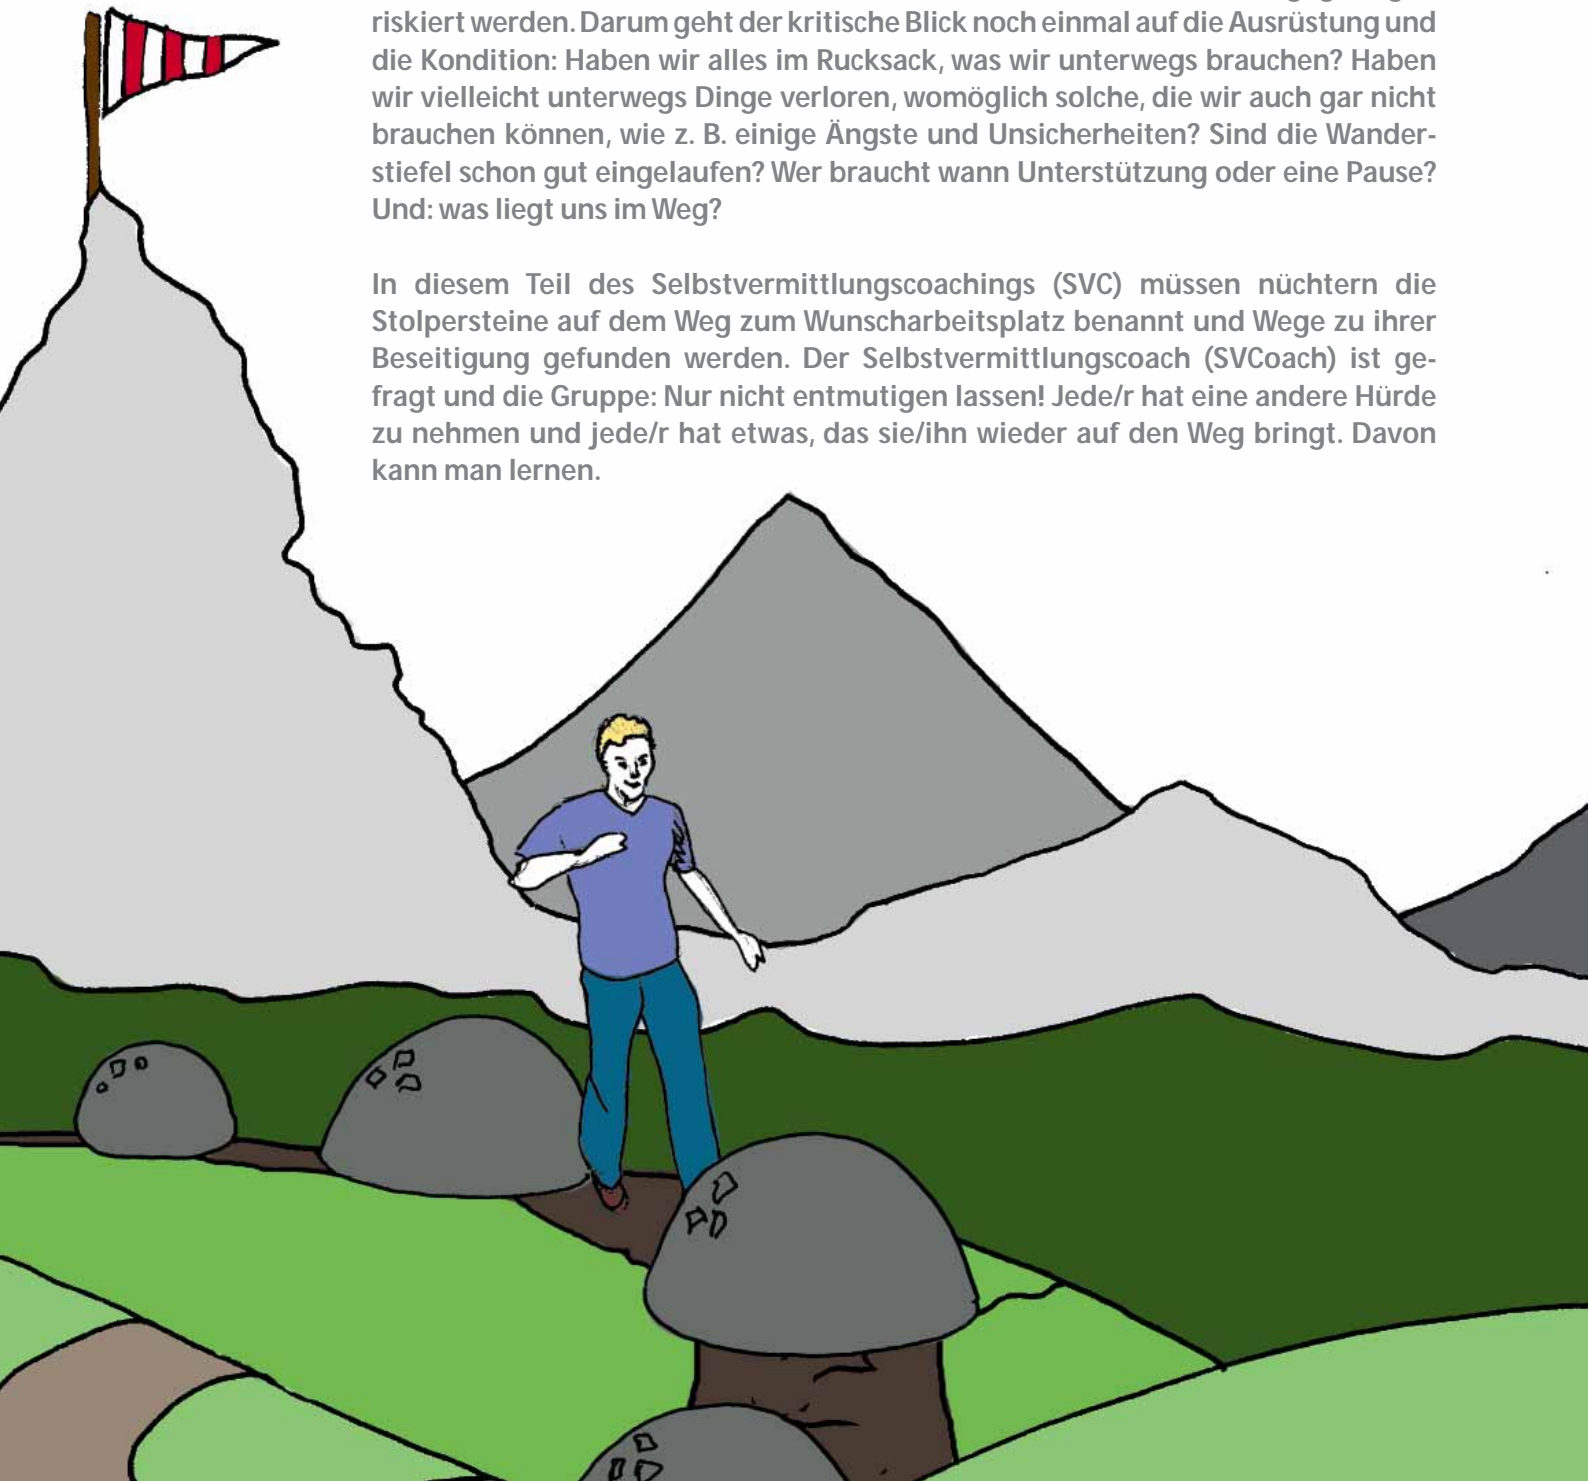 riskiert werden. Darum geht der kritische Blick noch einmal auf die Ausrüstung und
die Kondition: Haben wir alles im Rucksack, was wir unterwegs brauchen? Haben
wir vielleicht unterwegs Dinge verloren, womöglich solche, die wir auch gar nicht
brauchen können, wie z. B. einige Ängste und Unsicherheiten? Sind die Wander-
stiefel schon gut eingelaufen? Wer braucht wann Unterstützung oder eine Pause?
Und: was liegt uns im Weg?
In diesem Teil des Selbstvermittlungscoachings (SVC) müssen nüchtern die
Stolpersteine auf dem Weg zum Wunscharbeitsplatz benannt und Wege zu ihrer
Beseitigung gefunden werden. Der Selbstvermittlungscoach (SVCoach) ist ge-
fragt und die Gruppe: Nur nicht entmutigen lassen! Jede/r hat eine andere Hürde
zu nehmen und jede/r hat etwas, das sie/ihn wieder auf den Weg bringt. Davon
kann man lernen.